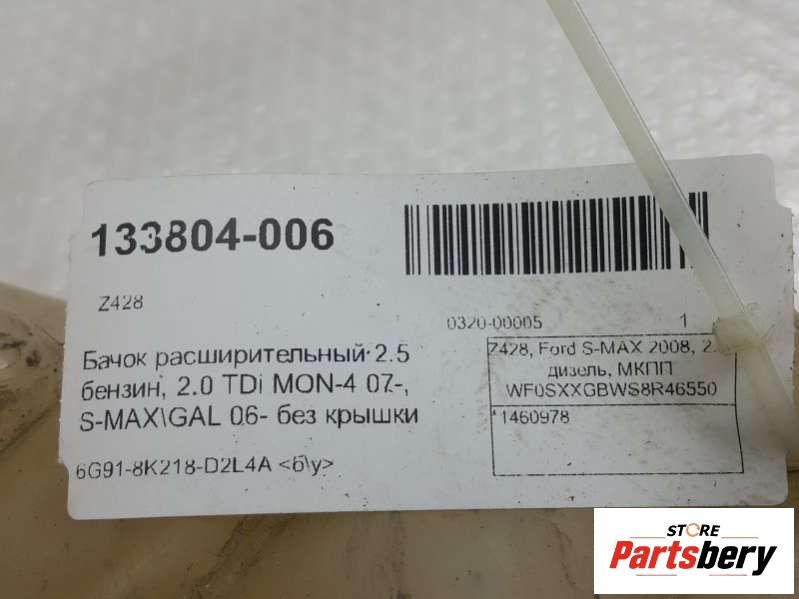 133804-006
Z428
0320-00005 1
Бачок расширительный 2.5
бензин, 2.0 TDi MON-4 07-,
S-MAX\GAL 06- без крышки
6G91-8K218-D2L4A <б\у>
Z428, Ford S-MAX 2008,
дизель, МКПП
WF0SXXGBWS8R46550
*1460978
STORE
Partsbery